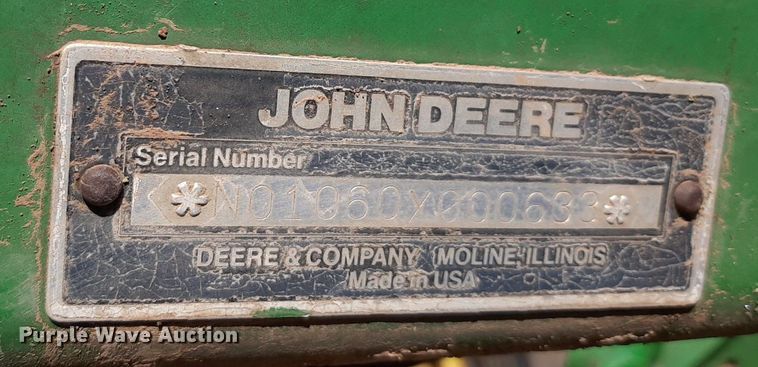 JOHN DEERE
Serial Number
*N01060X000633*
DEERE & COMPANY MOLINE, ILLINOIS
Made in USA
Purple Wave Auction